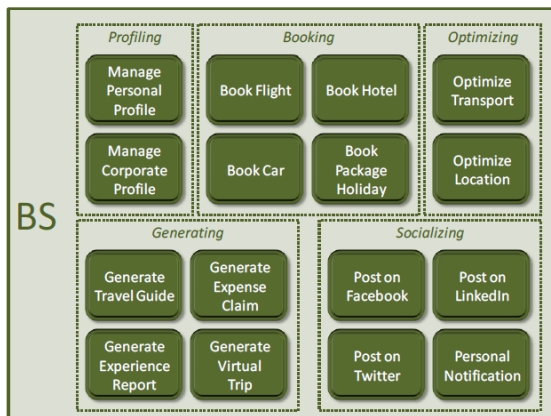 BS
Profiling
Manage
Personal
Profile
Manage
Corporate
Profile
Booking
Book Flight
Book Hotel
Book Car
Book
Package
Holiday
Optimizing
Optimize
Transport
Optimize
Location
Generating
Generate
Travel Guide
Generate
Expense
Claim
Generate
Experience
Report
Generate
Virtual
Trip
Socializing
Post on
Facebook
Post on
LinkedIn
Post on
Twitter
Personal
Notification